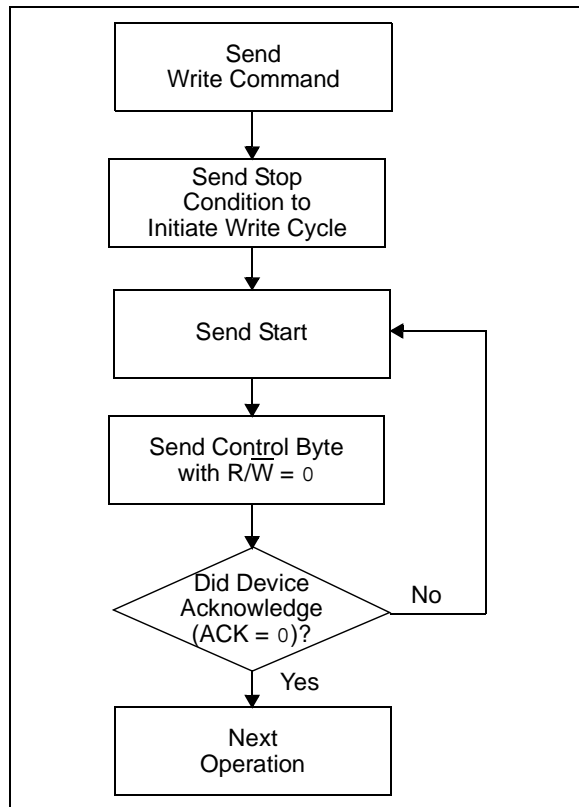 Send
Write Command
Send Stop
Condition to
Initiate Write Cycle
Send Start
Send Control Byte
with R/W̅ = 0
Did Device
Acknowledge
(ACK = 0)?
No
Yes
Next
Operation